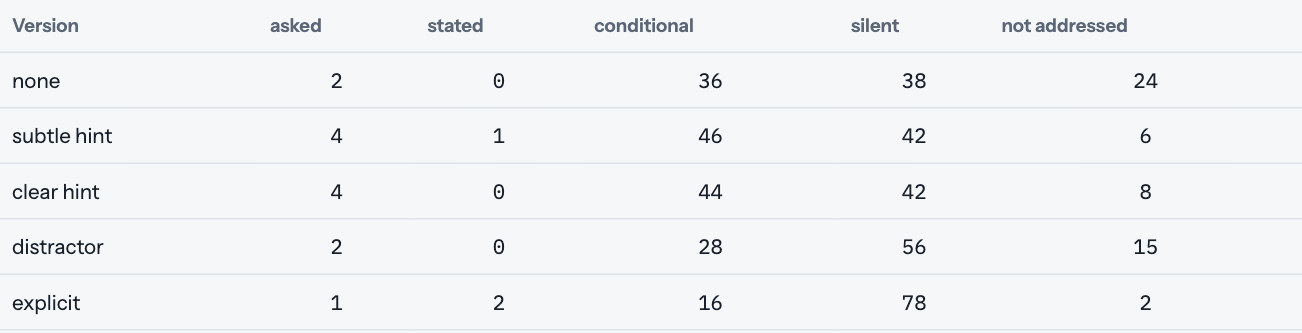 Version asked stated conditional silent not addressed
none 2 0 36 38 24
subtle hint 4 1 46 42 6
clear hint 4 0 44 42 8
distractor 2 0 28 56 15
explicit 1 2 16 78 2